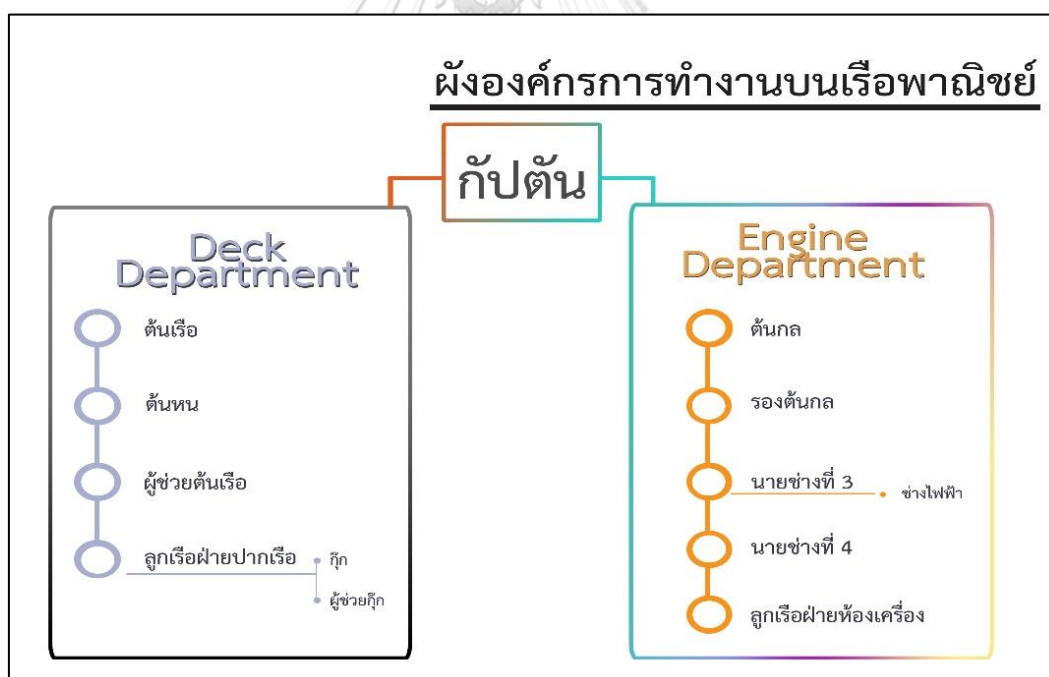 ผังองค์กรการทำงานบนเรือพาณิชย์
กัปตัน
Deck
Department
ต้นเรือ
ต้นหน
ผู้ช่วยต้นเรือ
ลูกเรือฝ่ายปากเรือ
กุ๊ก
ผู้ช่วยกุ๊ก
Engine
Department
ต้นกล
รองต้นกล
นายช่างที่ 3
ช่างไฟฟ้า
นายช่างที่ 4
ลูกเรือฝ่ายห้องเครื่อง